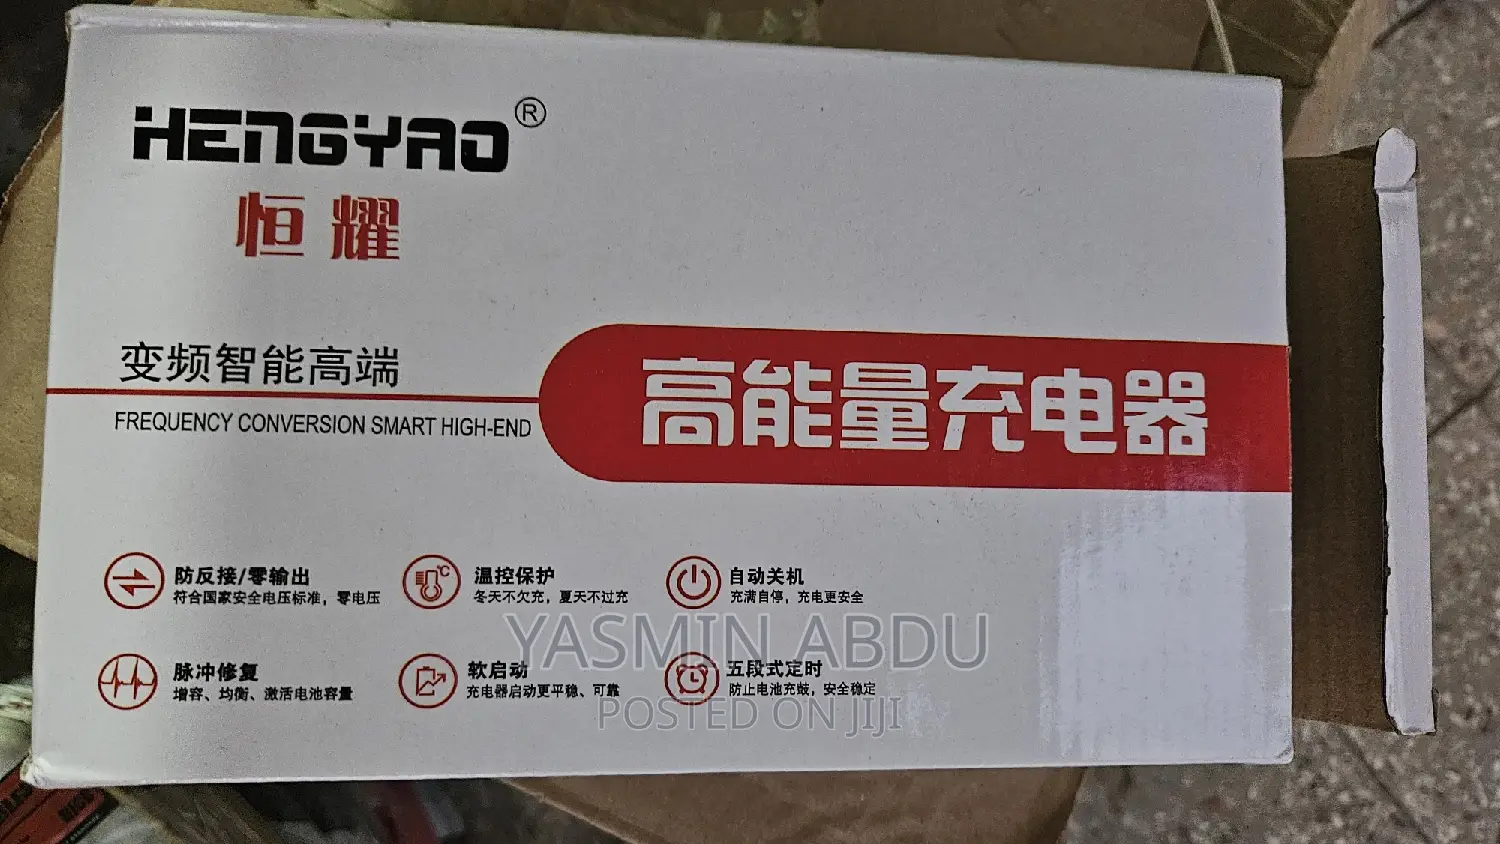 HENGYAO®
恒耀
变频智能高端
FREQUENCY CONVERSION SMART HIGH-END
高能量充电器
防反接/零输出
符合国家安全电压标准，零电压
温控保护
冬天不欠充，夏天不过充
自动关机
充满自停，充电更安全
脉冲修复
增容、均衡、激活电池容量
软启动
充电器启动更平稳、可靠
五段式定时
防止电池充鼓，安全稳定
YASMIN ABDU
POSTED ON JIJI